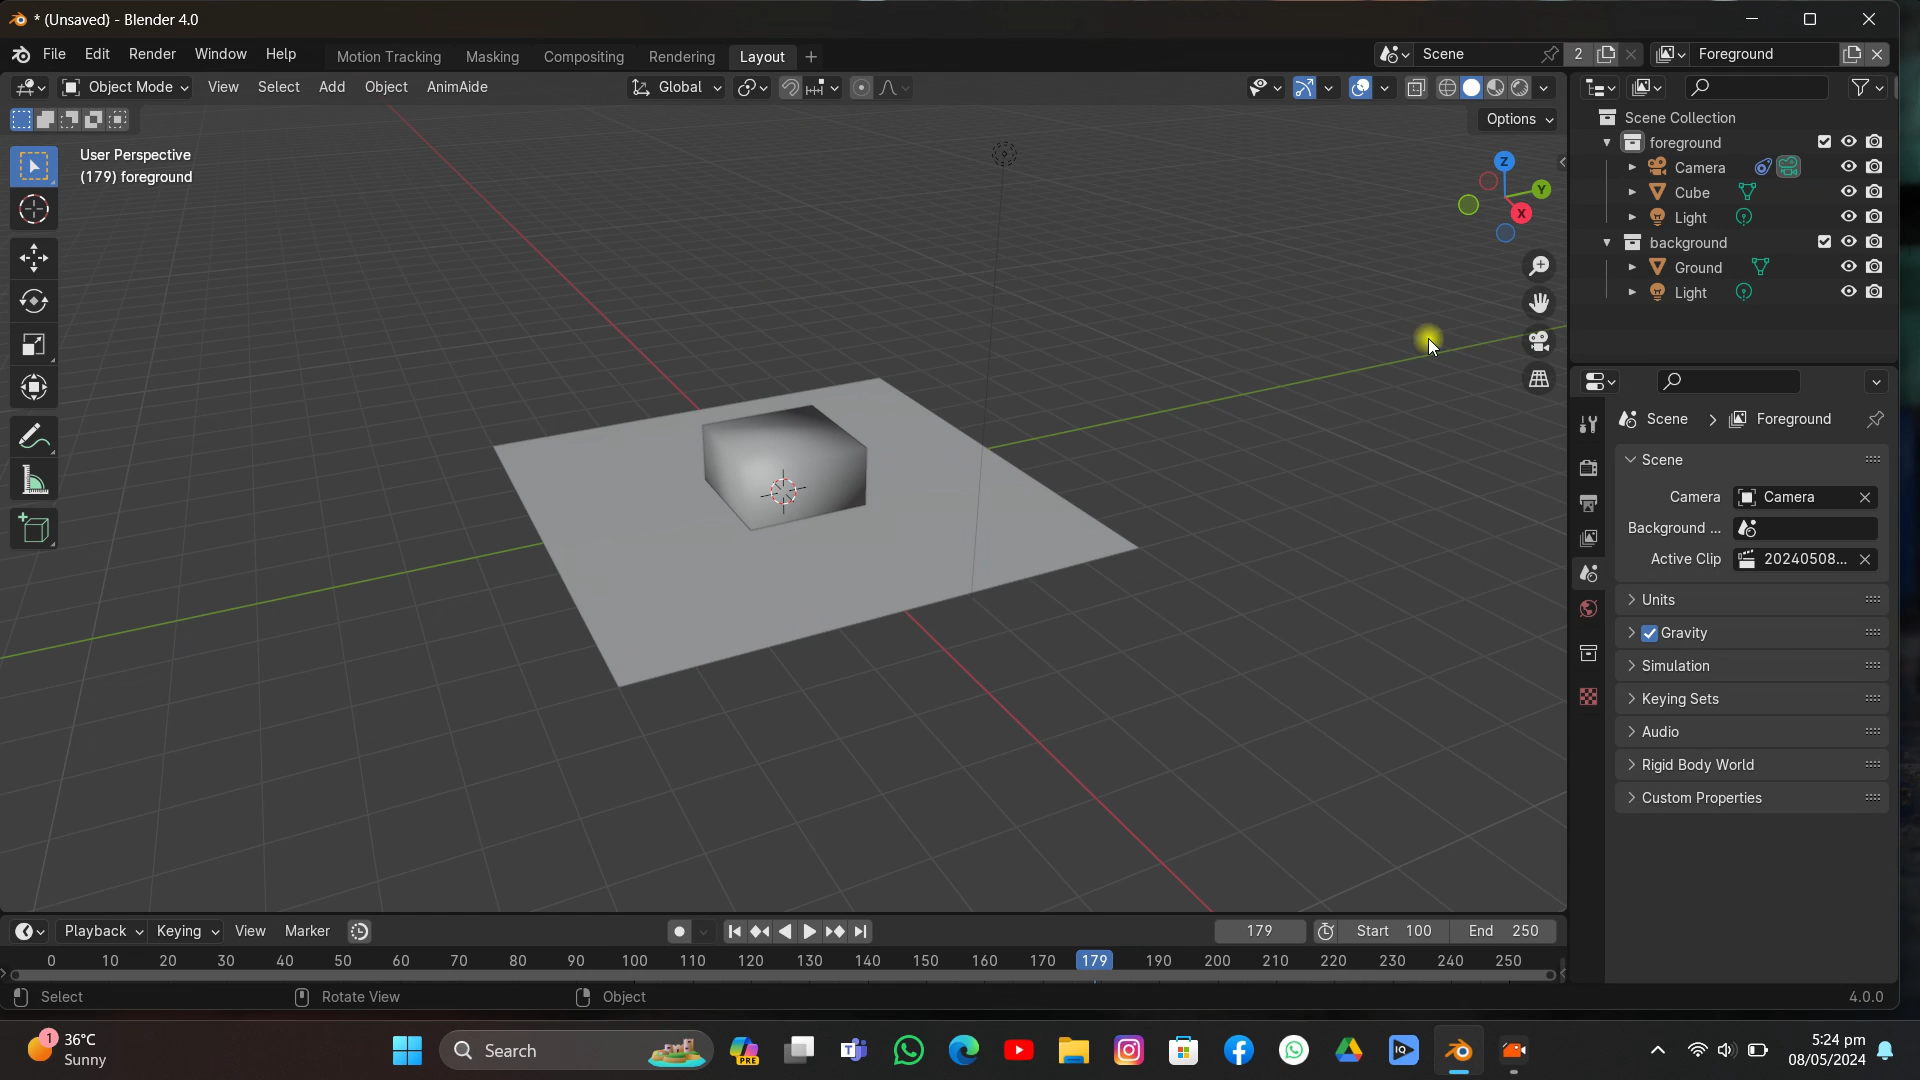 * (Unsaved) - Blender 4.0
File Edit Render Window Help Motion Tracking Masking Compositing Rendering Layout Scene 2 Foreground
Object Mode View Select Add Object AnimAide Global
Options
User Perspective
(179) foreground
Z
Y
X
Scene Collection
foreground
Camera
Cube
Light
background
Ground
Light
Scene Foreground
Scene
Camera Camera
Background ...
Active Clip 20240508...
Units
Gravity
Simulation
Keying Sets
Audio
Rigid Body World
Custom Properties
Playback Keying View Marker 179 Start 100 End 250
0 10 20 30 40 50 60 70 80 90 100 110 120 130 140 150 160 170 179 190 200 210 220 230 240 250
Select Rotate View Object 4.0.0
1 36°C
Sunny
Search
PRE
IQ
5:24 pm
08/05/2024